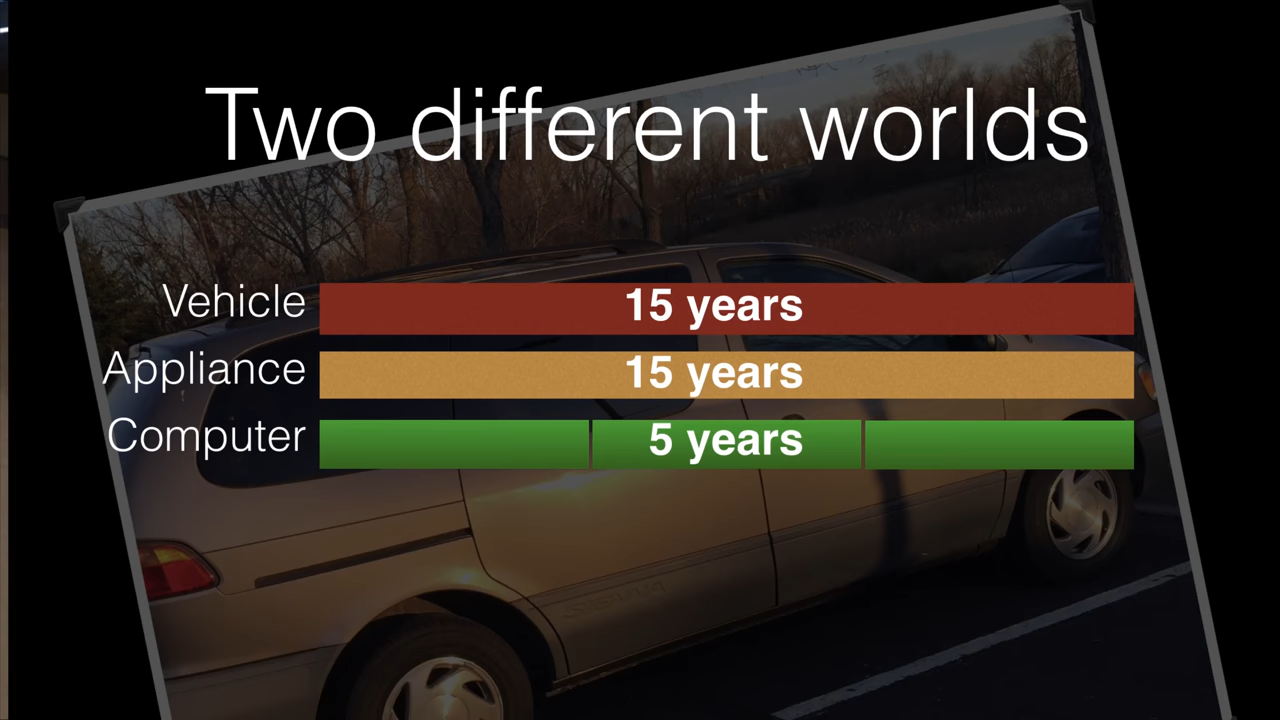 Two different worlds
Vehicle 15 years
Appliance 15 years
Computer 5 years